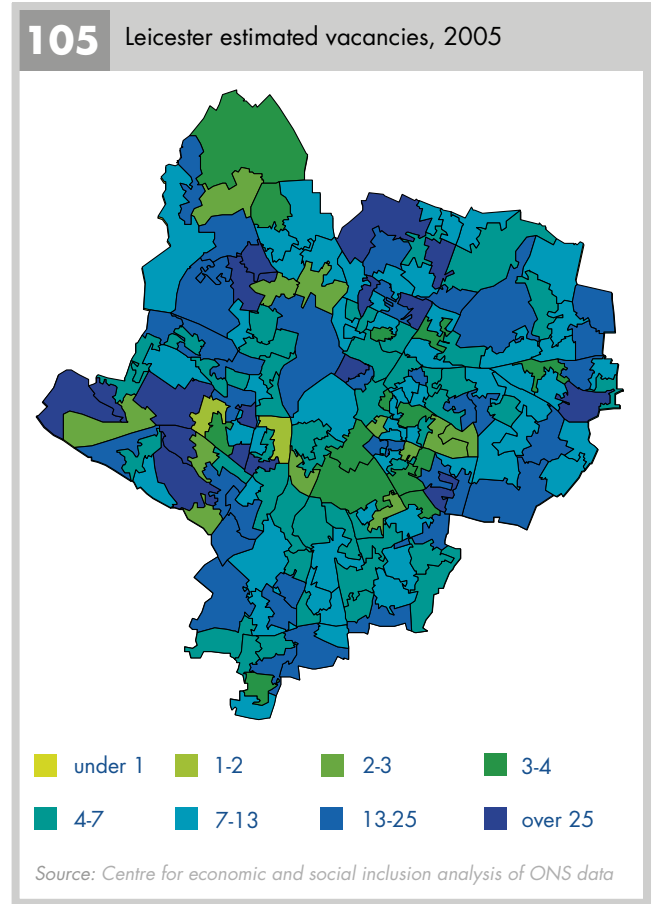 105 Leicester estimated vacancies, 2005
under 1 1-2 2-3 3-4
4-7 7-13 13-25 over 25
Source: Centre for economic and social inclusion analysis of ONS data